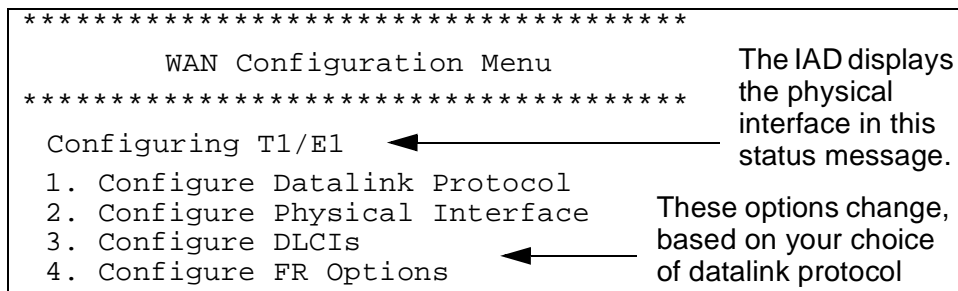 ****************************************
WAN Configuration Menu
****************************************
Configuring T1/E1
1. Configure Datalink Protocol
2. Configure Physical Interface
3. Configure DLCIs
4. Configure FR Options
The IAD displays
the physical
interface in this
status message.
These options change,
based on your choice
of datalink protocol